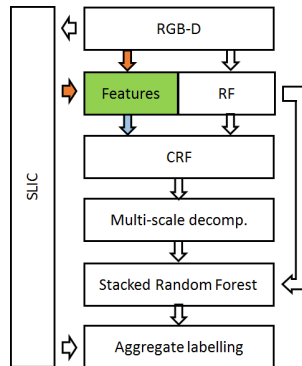 SLIC
RGB-D
Features
RF
CRF
Multi-scale decomp.
Stacked Random Forest
Aggregate labelling